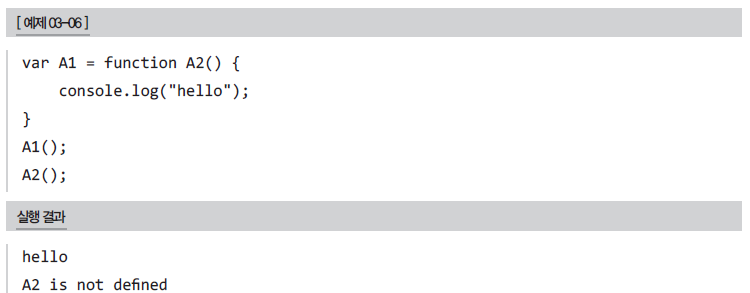 [ 예제 03-06 ]
var A1 = function A2() {
    console.log("hello");
}
A1();
A2();
실행 결과
hello
A2 is not defined